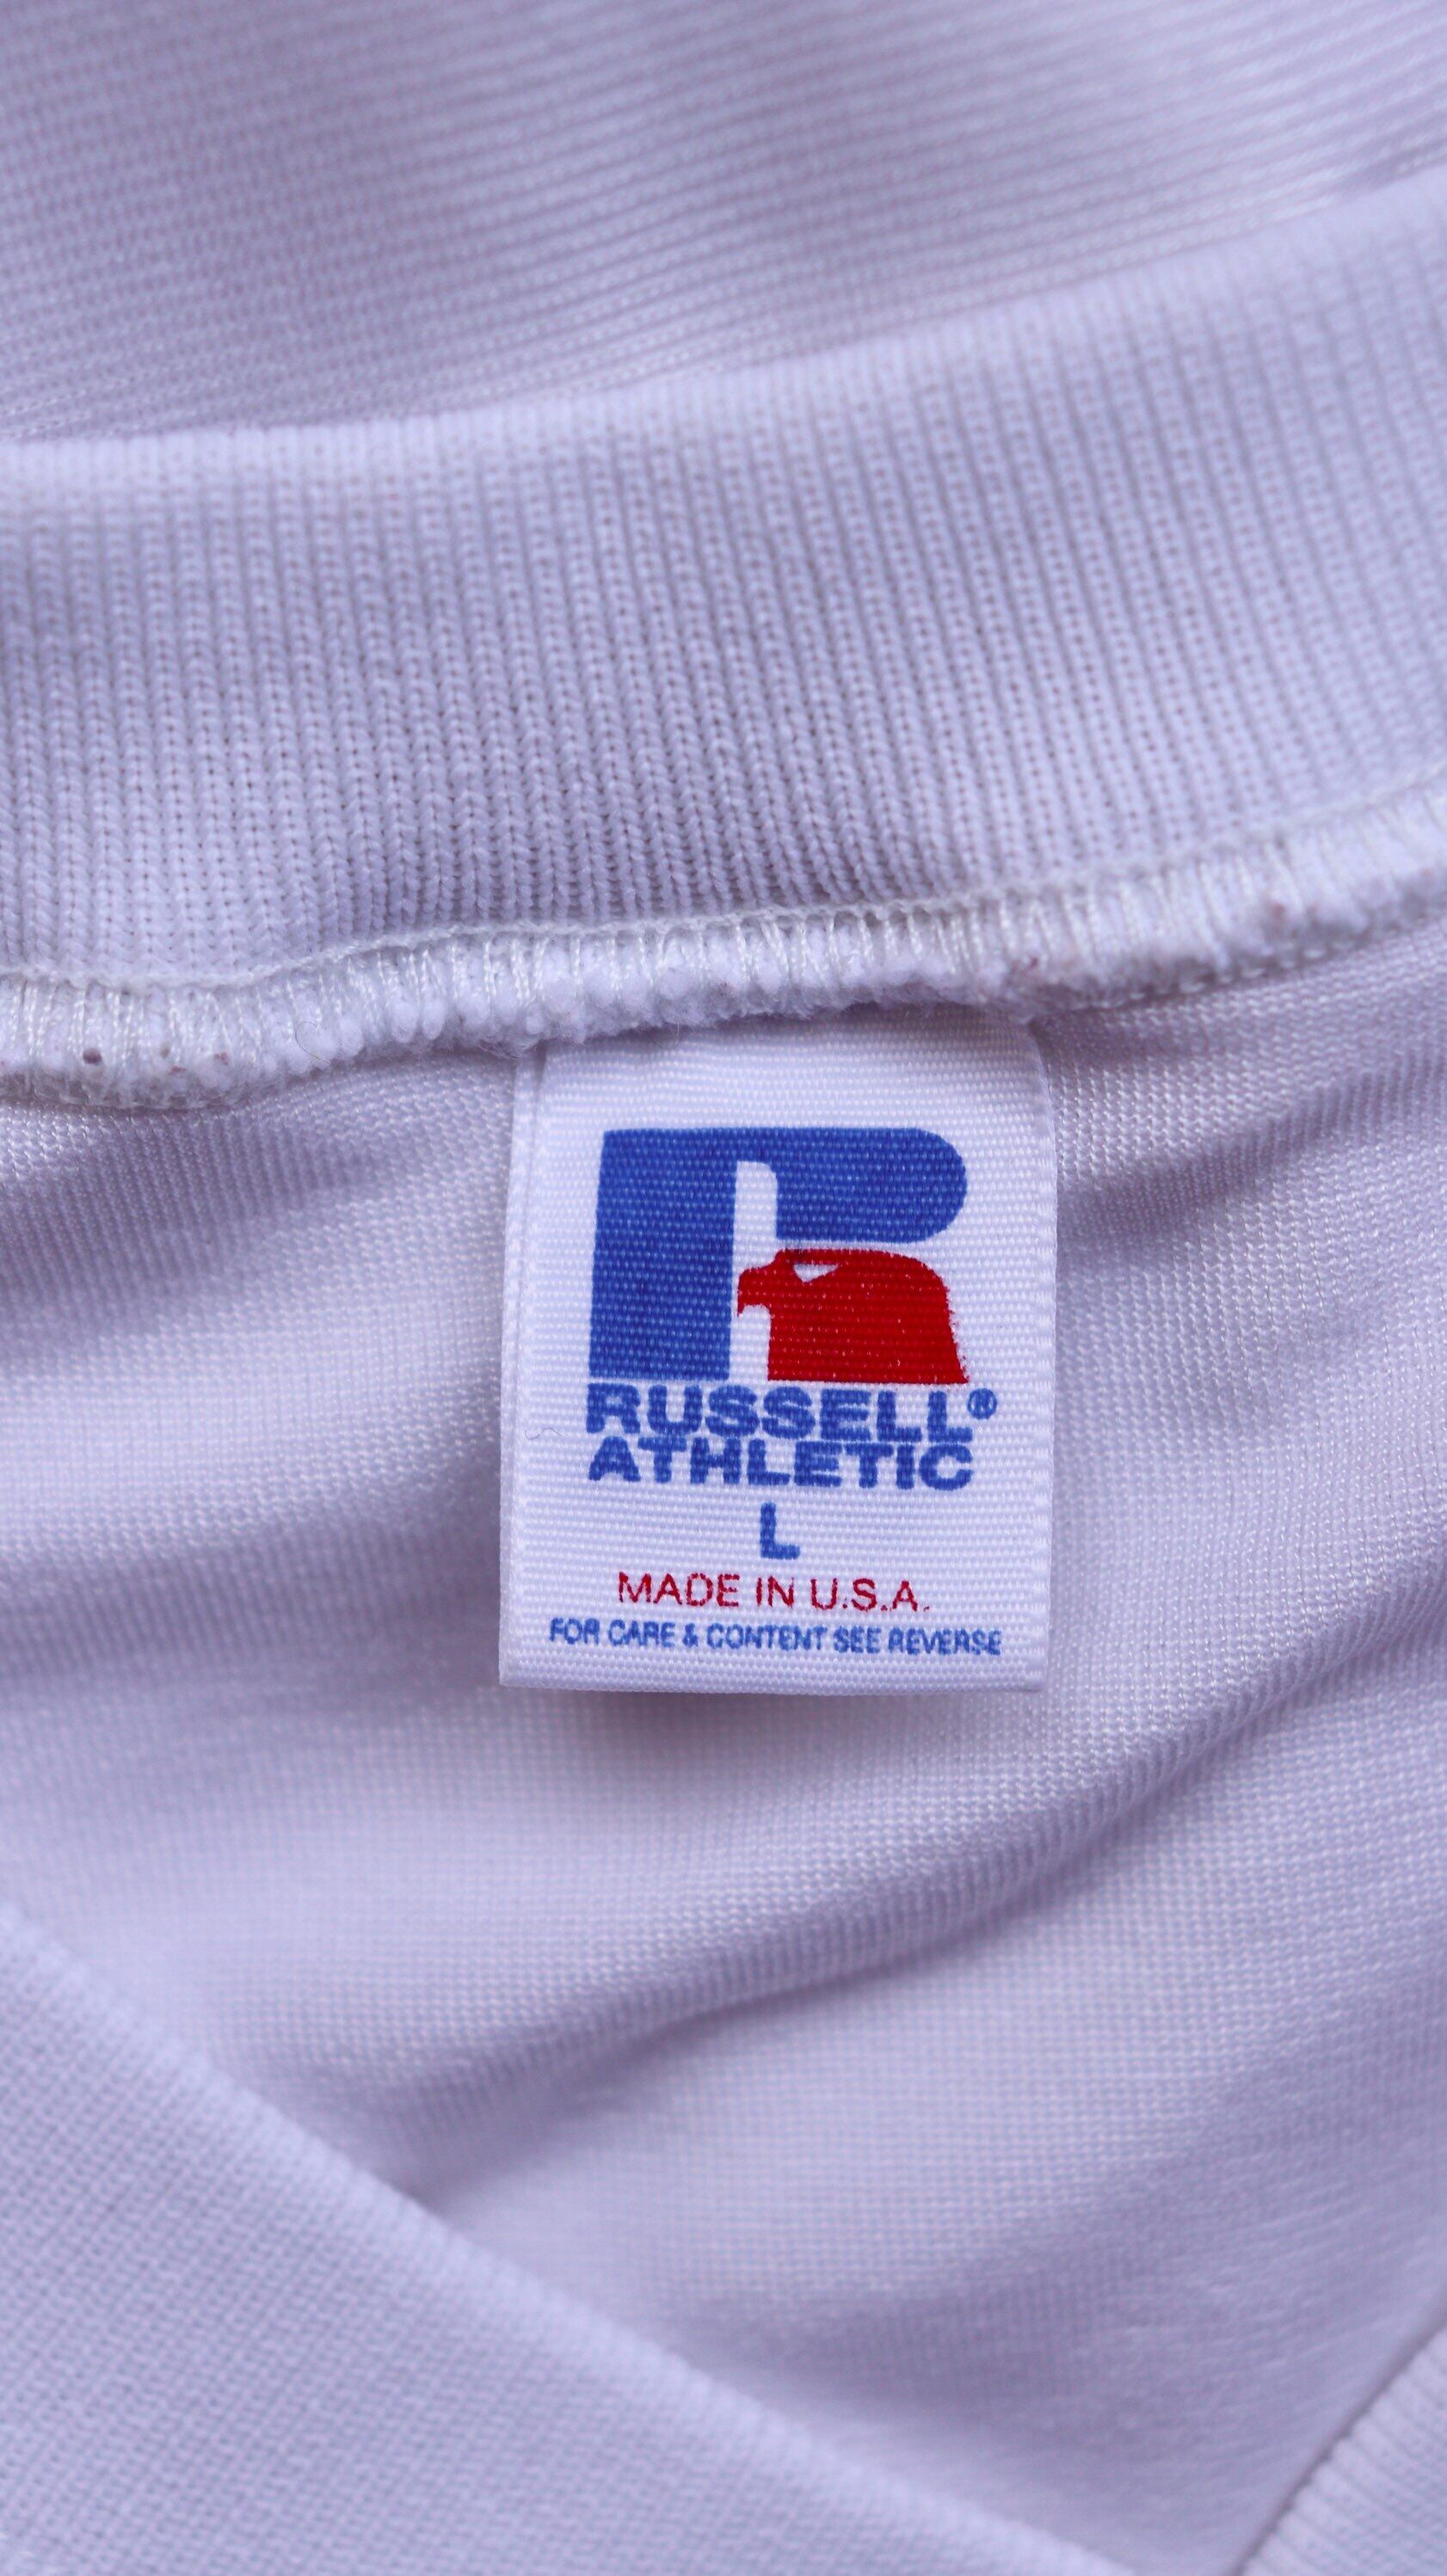 RUSSELL®
ATHLETIC
L
MADE IN U.S.A.
FOR CARE & CONTENT SEE REVERSE